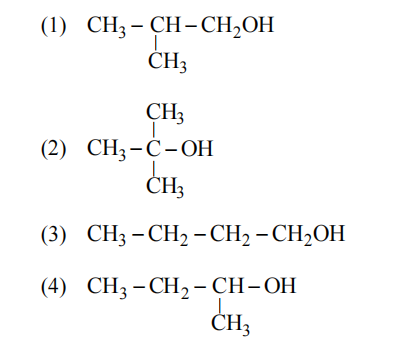 (1) CH₃ – CH – CH₂OH
CH₃
CH₃
(2) CH₃ – C – OH
CH₃
(3) CH₃ – CH₂ – CH₂ – CH₂OH
(4) CH₃ – CH₂ – CH – OH
CH₃